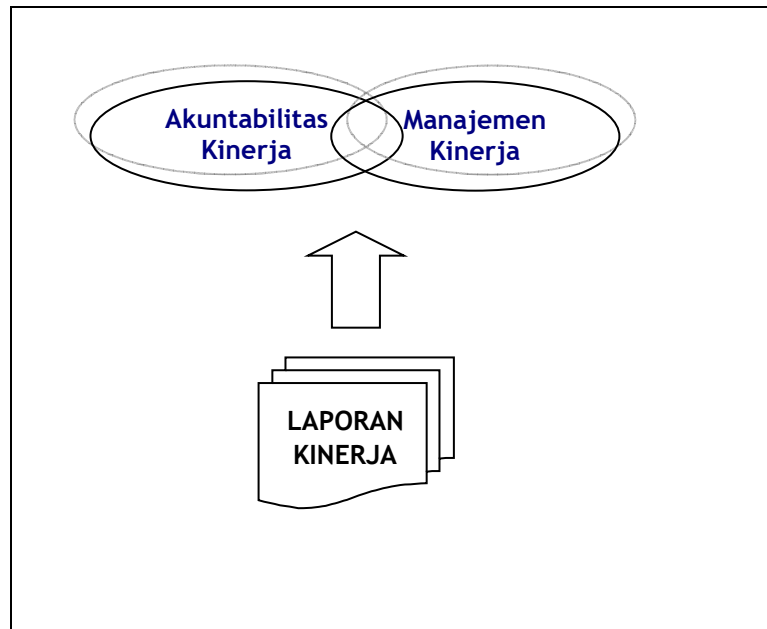 Akuntabilitas
Kinerja
Manajemen
Kinerja
LAPORAN
KINERJA